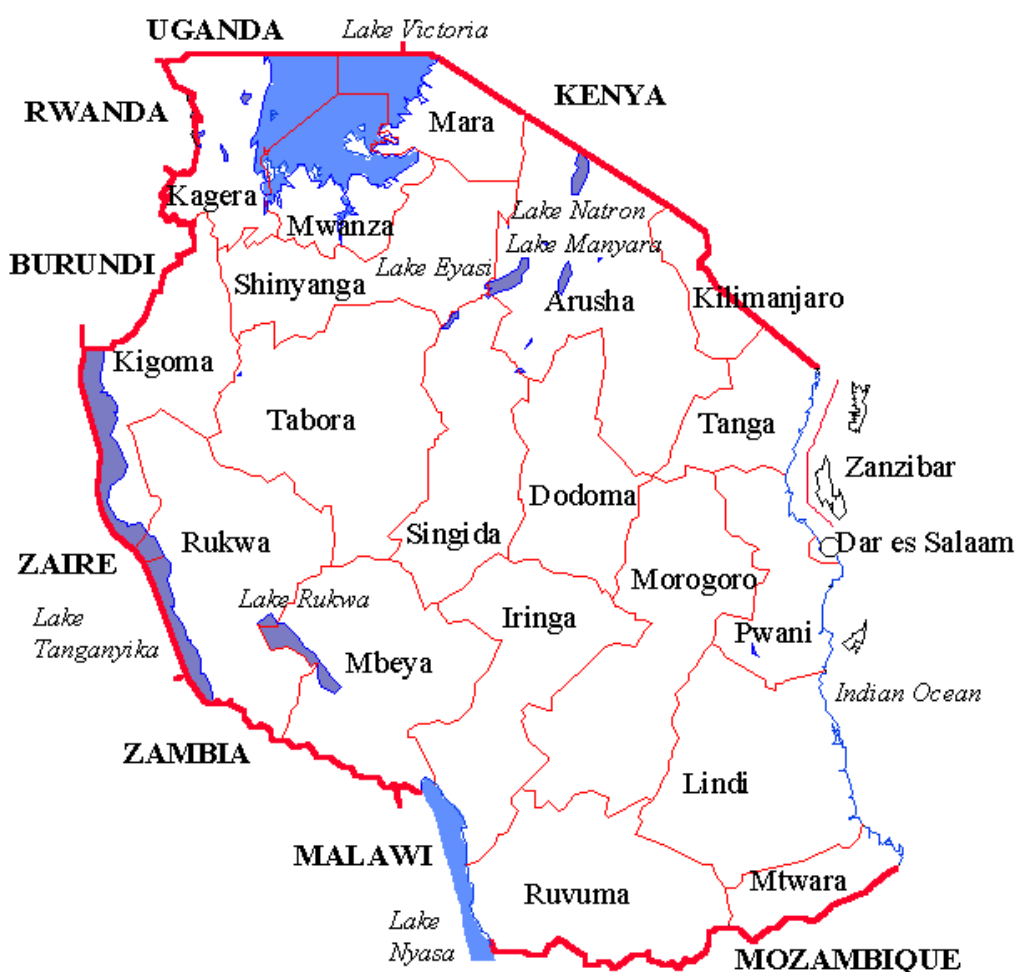 UGANDA
Lake Victoria
KENYA
RWANDA
Mara
Kagera
Mwanza
Lake Natron
Lake Manyara
BURUNDI
Lake Eyasi
Shinyanga
Arusha
Kilimanjaro
Kigoma
Tabora
Tanga
Zanzibar
Dodoma
Singida
Rukwa
Dar es Salaam
ZAIRE
Morogoro
Lake Rukwa
Iringa
Lake
Tanganyika
Pwani
Mbeya
Indian Ocean
ZAMBIA
Lindi
MALAWI
Mtwara
Ruvuma
Lake
Nyasa
MOZAMBIQUE